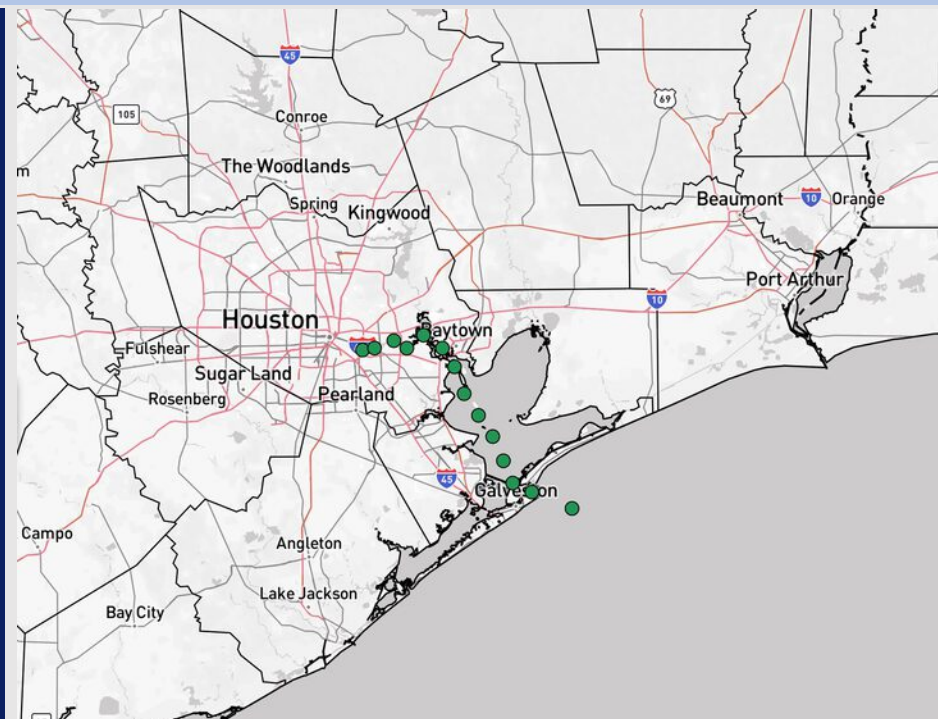 45
69
105
Conroe
m
The Woodlands
Beaumont
10
Orange
Spring
Kingwood
Port Arthur
10
Houston
Baytown
Fulshear
Sugar Land
Rosenberg
Pearland
45
Galveston
Campo
Angleton
Lake Jackson
Bay City